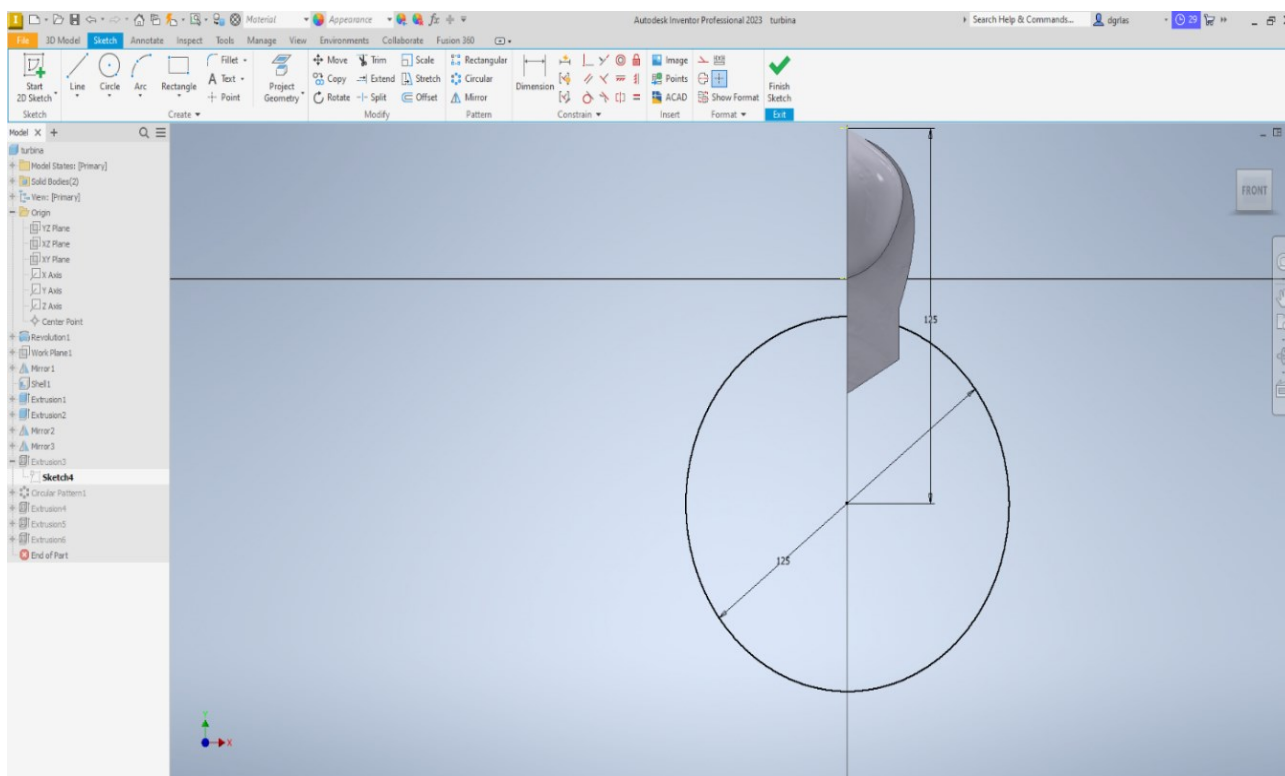 Material
Appearance
Autodesk Inventor Professional 2023 turbina
Search Help & Commands...
dgrlas
29
File 3D Model Sketch Annotate Inspect Tools Manage View Environments Collaborate Fusion 360
Start
2D Sketch
Line
Circle
Arc
Rectangle
Fillet
Text
Point
Project
Geometry
Move Trim Scale
Copy Extend Stretch
Rotate Split Offset
Rectangular
Circular
Mirror
Dimension
Image
Points
ACAD
Show Format
Finish
Sketch
Sketch Create Modify Pattern Constrain Insert Format Exit
Model
turbina
Model States: [Primary]
Solid Bodies(2)
View: [Primary]
Origin
YZ Plane
XZ Plane
XY Plane
X Axis
Y Axis
Z Axis
Center Point
Revolution1
Work Plane1
Mirror1
Shell1
Extrusion1
Extrusion2
Mirror2
Mirror3
Extrusion3
Sketch4
Circular Pattern1
Extrusion4
Extrusion5
Extrusion6
End of Part
FRONT
125
125
Y
X